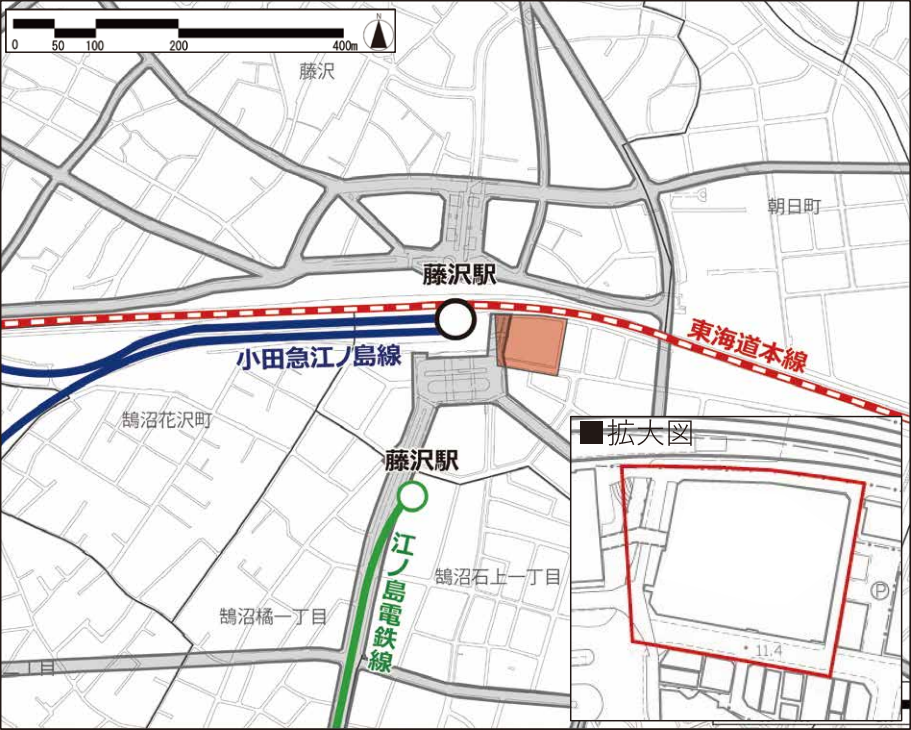 0 50 100 200 400m
N
藤沢
朝日町
藤沢駅
東海道本線
小田急江ノ島線
鵠沼花沢町
■拡大図
藤沢駅
江ノ島電鉄線
鵠沼石上一丁目
鵠沼橘一丁目
P
11.4
丁目